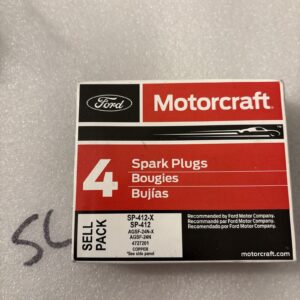 Ford
Motorcraft®
4
Spark Plugs
Bougies
Bujías
SELL
PACK
SP-412-X
SP-412
AGSF-24N-X
AGSF-24N
4727201
COPPER
*See side panel
Recommended by Ford Motor Company.
Recommandé par Ford Motor Company.
Recomendado por Ford Motor Company.
motorcraft.com